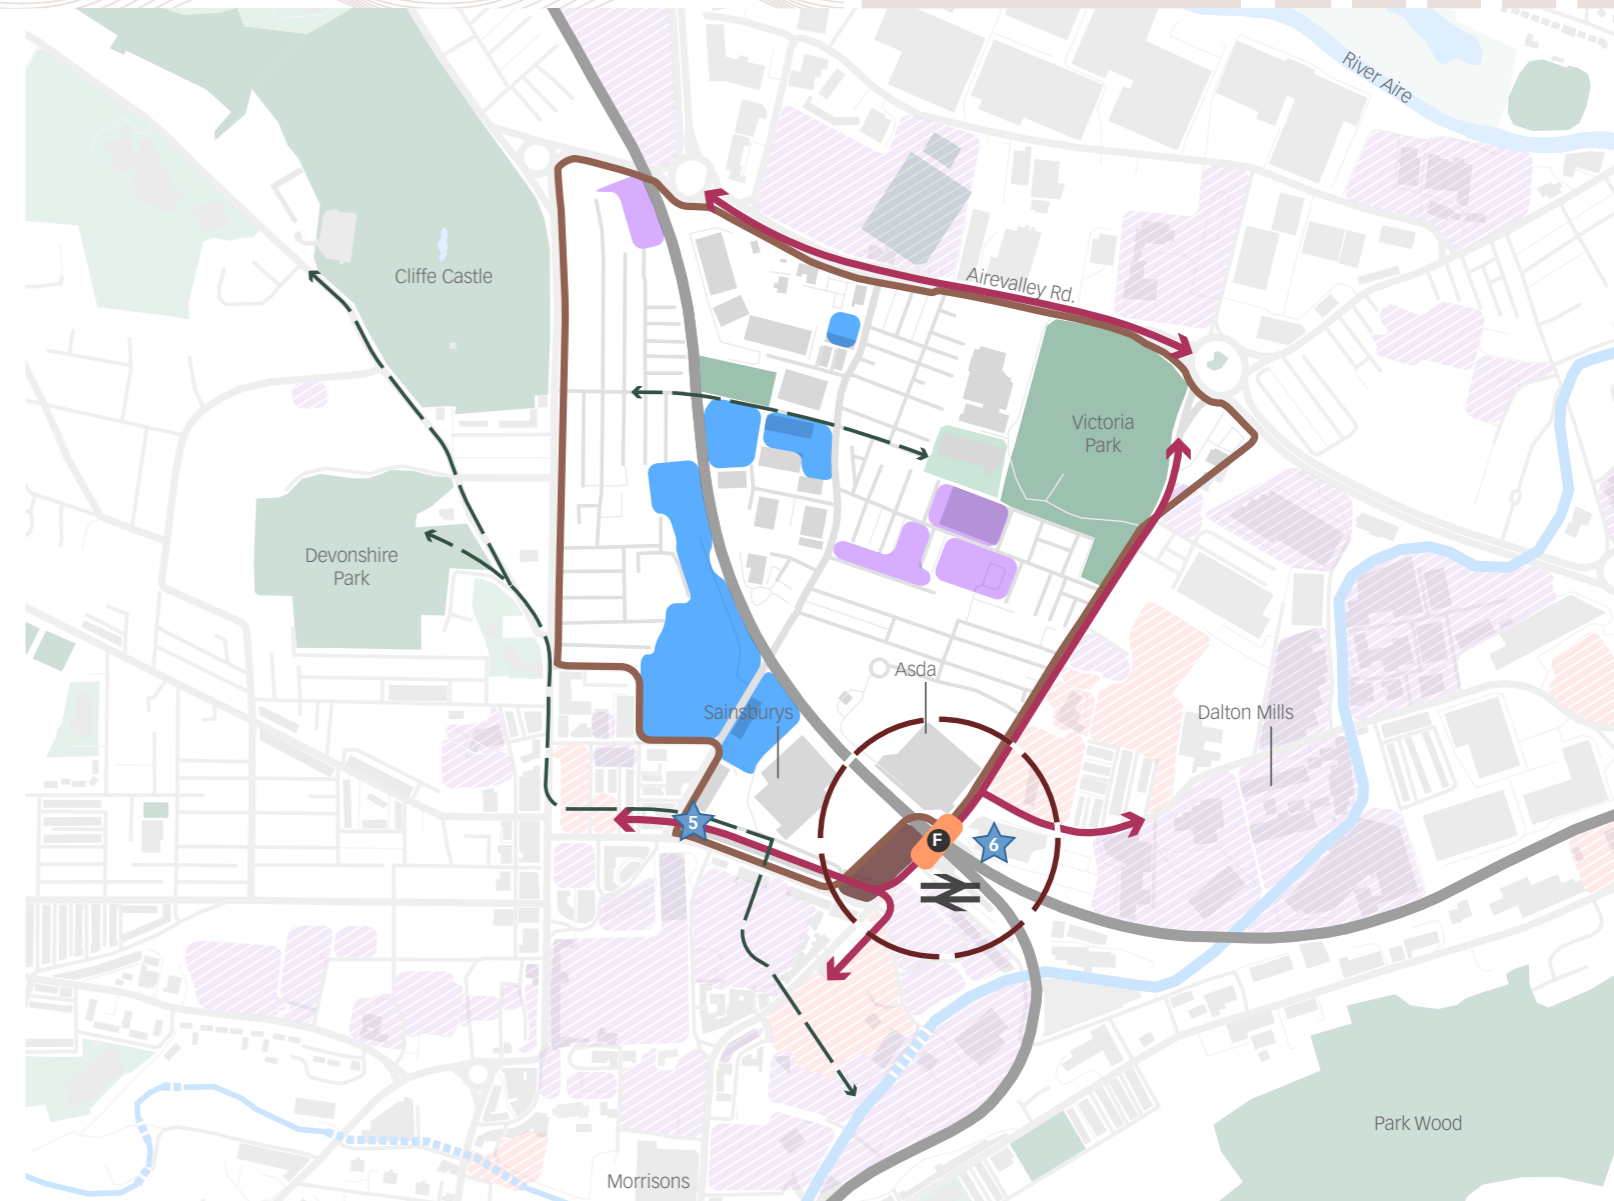 River Aire
Cliffe Castle
Airevalley Rd.
Victoria
Park
Devonshire
Park
Asda
Sainsburys
Dalton Mills
5
F
6
Park Wood
Morrisons